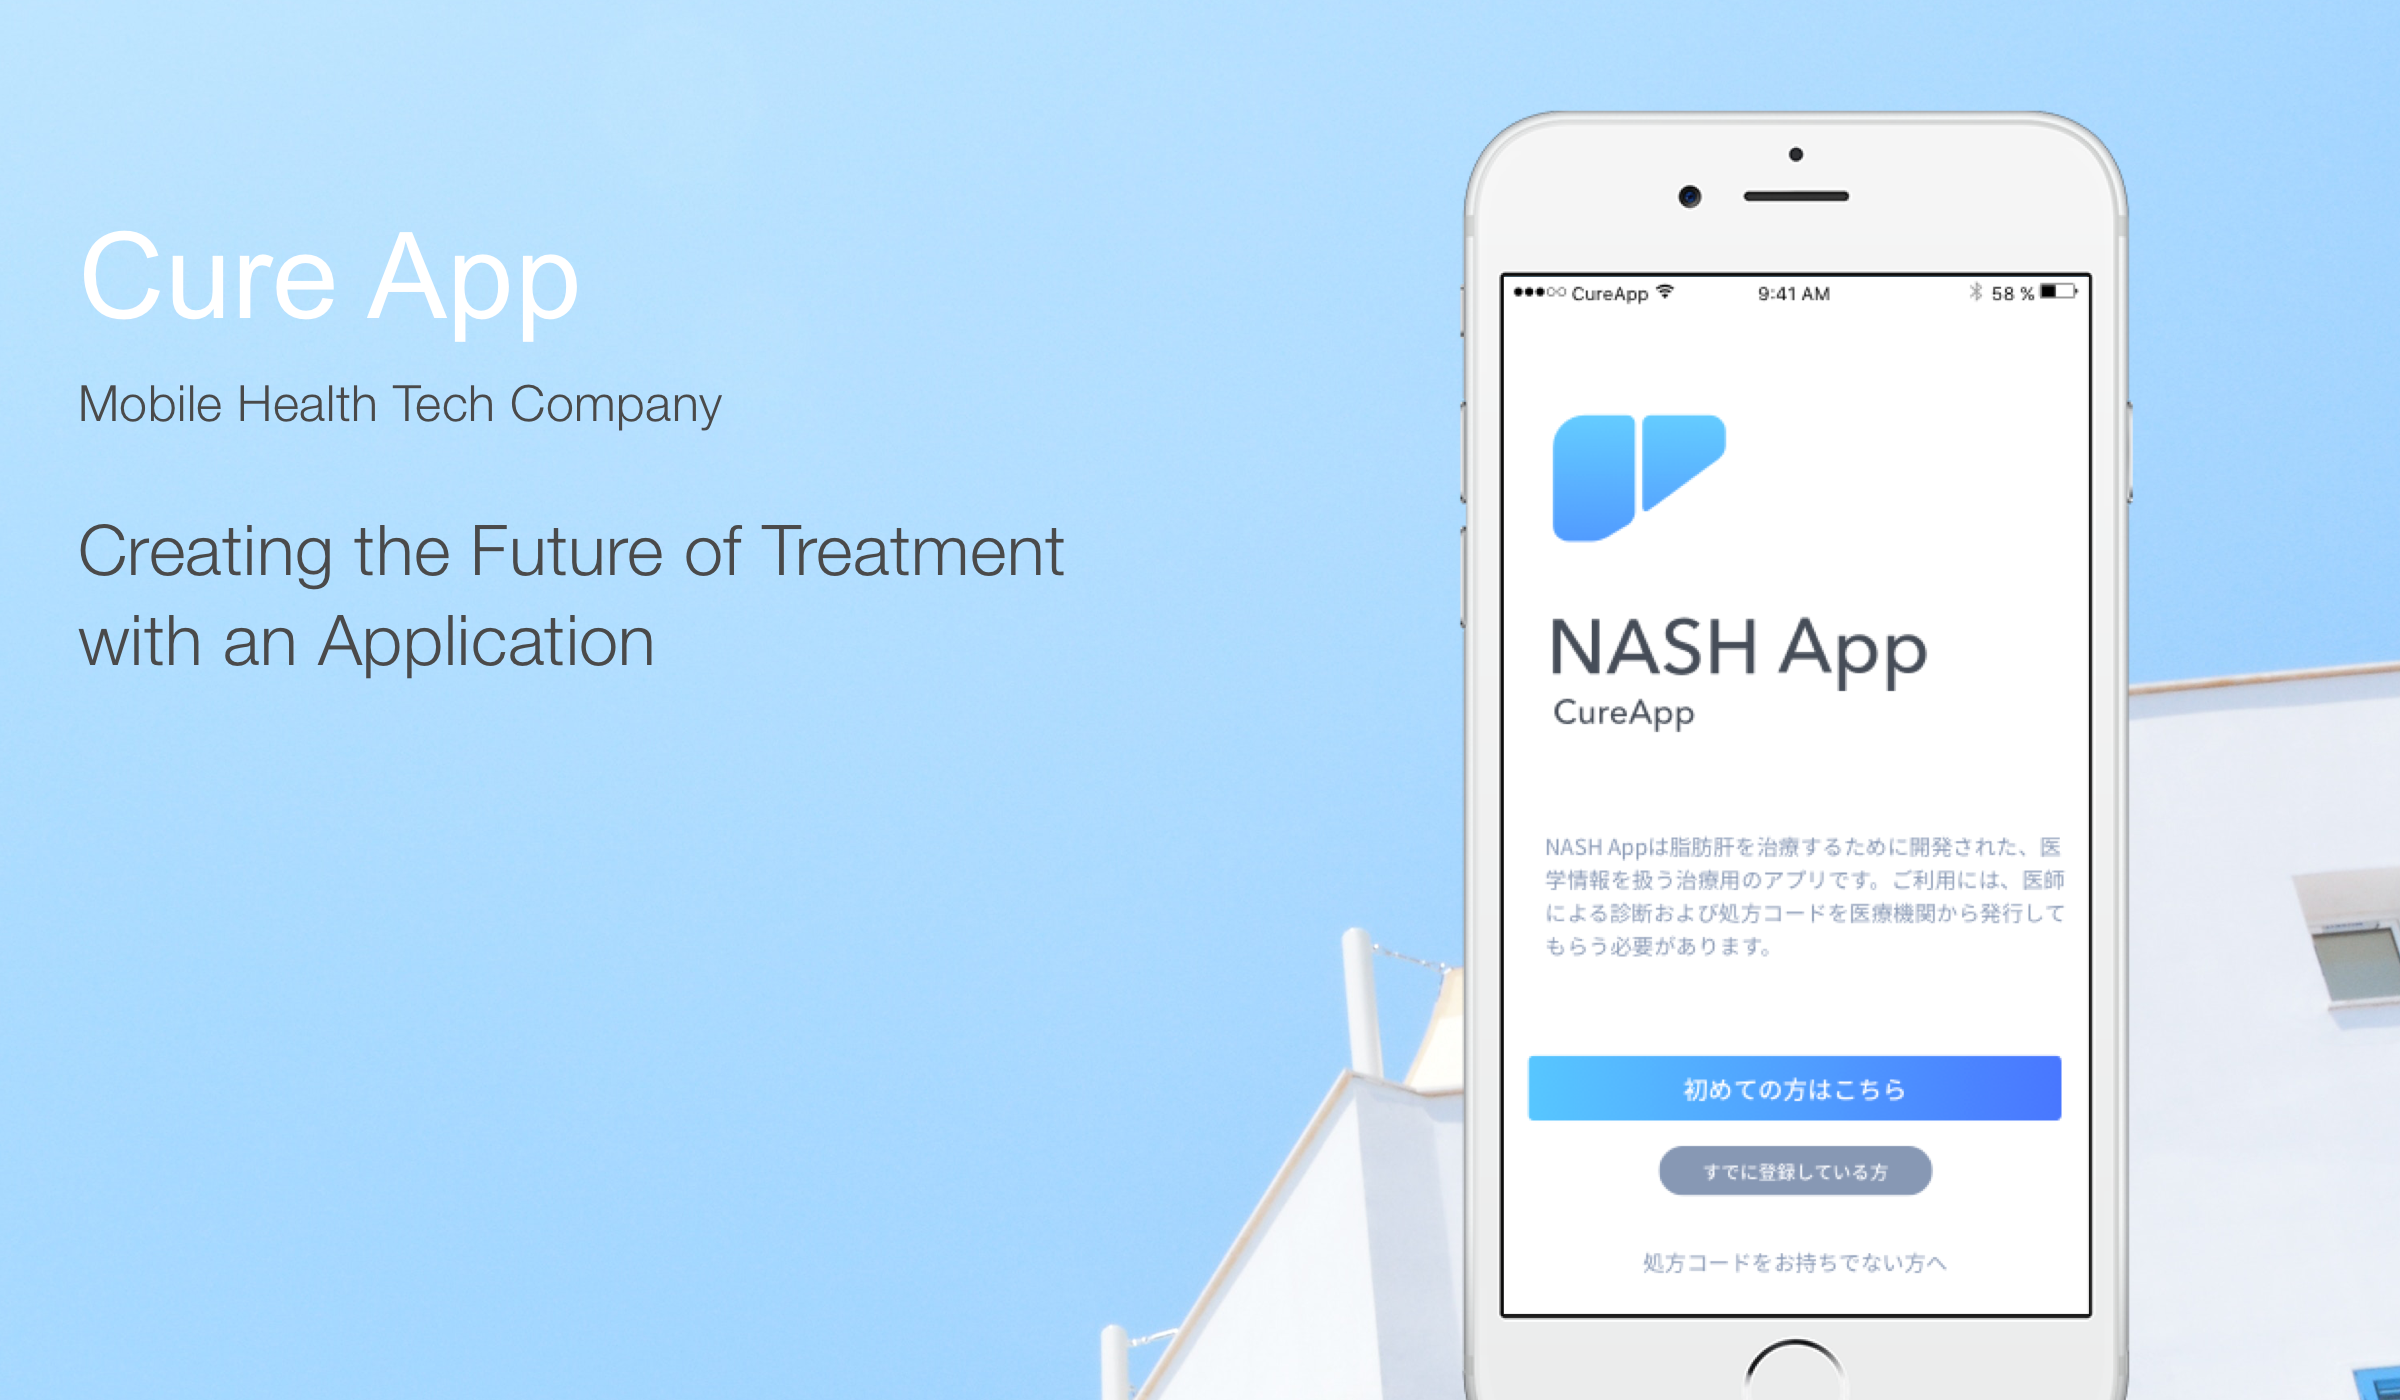 Cure App
Mobile Health Tech Company
Creating the Future of Treatment
with an Application
CureApp
9:41 AM
58 %
NASH App
CureApp
NASH Appは脂肪肝を治療するために開発された、医
学情報を扱う治療用のアプリです。ご利用には、医師
による診断および処方コードを医療機関から発行して
もらう必要があります。
初めての方はこちら
すでに登録している方
処方コードをお持ちでない方へ